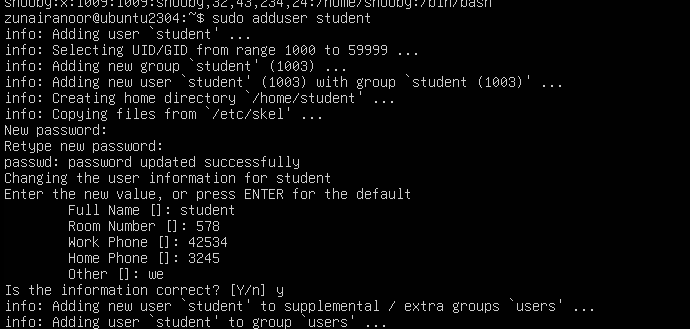 shooby:x:1009:1009:shooby,32,43,234,24:/home/shooby:/bin/bash
zunairanoor@ubuntu2304:~$ sudo adduser student
info: Adding user `student' ...
info: Selecting UID/GID from range 1000 to 59999 ...
info: Adding new group `student' (1003) ...
info: Adding new user `student' (1003) with group `student (1003)' ...
info: Creating home directory `/home/student' ...
info: Copying files from `/etc/skel' ...
New password:
Retype new password:
passwd: password updated successfully
Changing the user information for student
Enter the new value, or press ENTER for the default
        Full Name []: student
        Room Number []: 578
        Work Phone []: 42534
        Home Phone []: 3245
        Other []: we
Is the information correct? [Y/n] y
info: Adding new user `student' to supplemental / extra groups `users' ...
info: Adding user `student' to group `users' ...